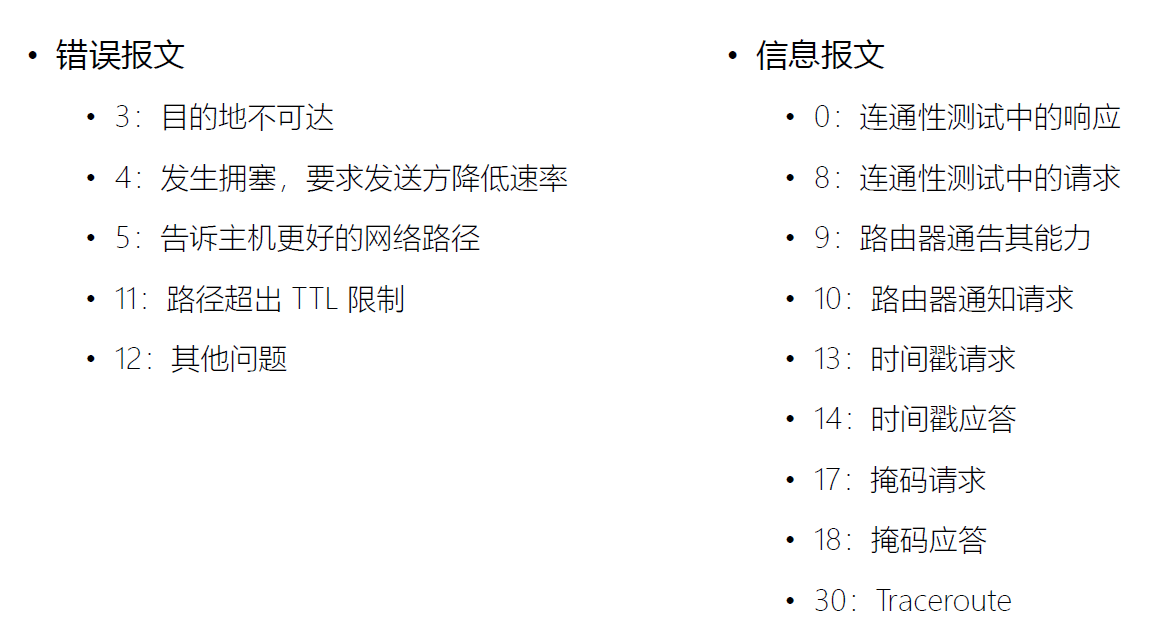 • 错误报文
• 3：目的地不可达
• 4：发生拥塞，要求发送方降低速率
• 5：告诉主机更好的网络路径
• 11：路径超出 TTL 限制
• 12：其他问题
• 信息报文
• 0：连通性测试中的响应
• 8：连通性测试中的请求
• 9：路由器通告其能力
• 10：路由器通知请求
• 13：时间戳请求
• 14：时间戳应答
• 17：掩码请求
• 18：掩码应答
• 30：Traceroute